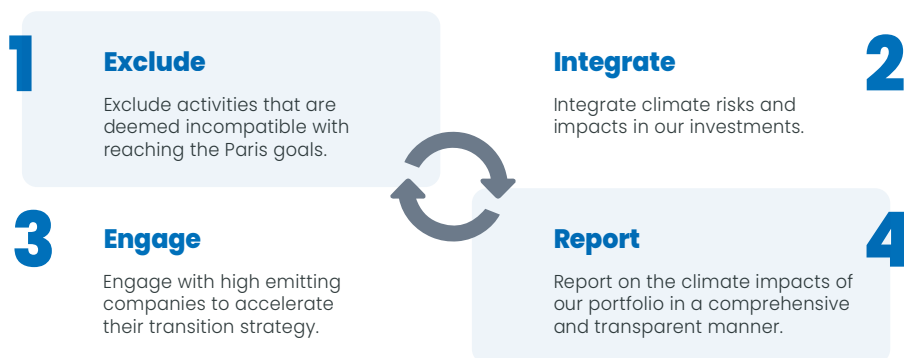 1
Exclude
Exclude activities that are
deemed incompatible with
reaching the Paris goals.
2
Integrate
Integrate climate risks and
impacts in our investments.
3
Engage
Engage with high emitting
companies to accelerate
their transition strategy.
4
Report
Report on the climate impacts of
our portfolio in a comprehensive
and transparent manner.